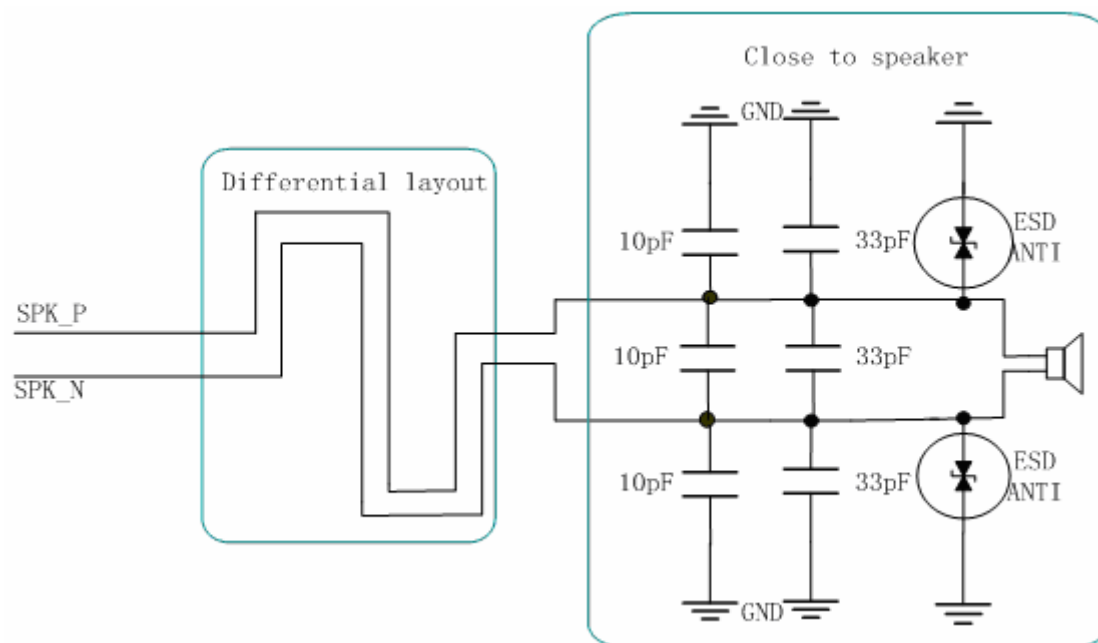 Close to speaker
GND
Differential layout
10pF
33pF
ESD
ANTI
SPK_P
10pF
33pF
SPK_N
10pF
33pF
ESD
ANTI
GND